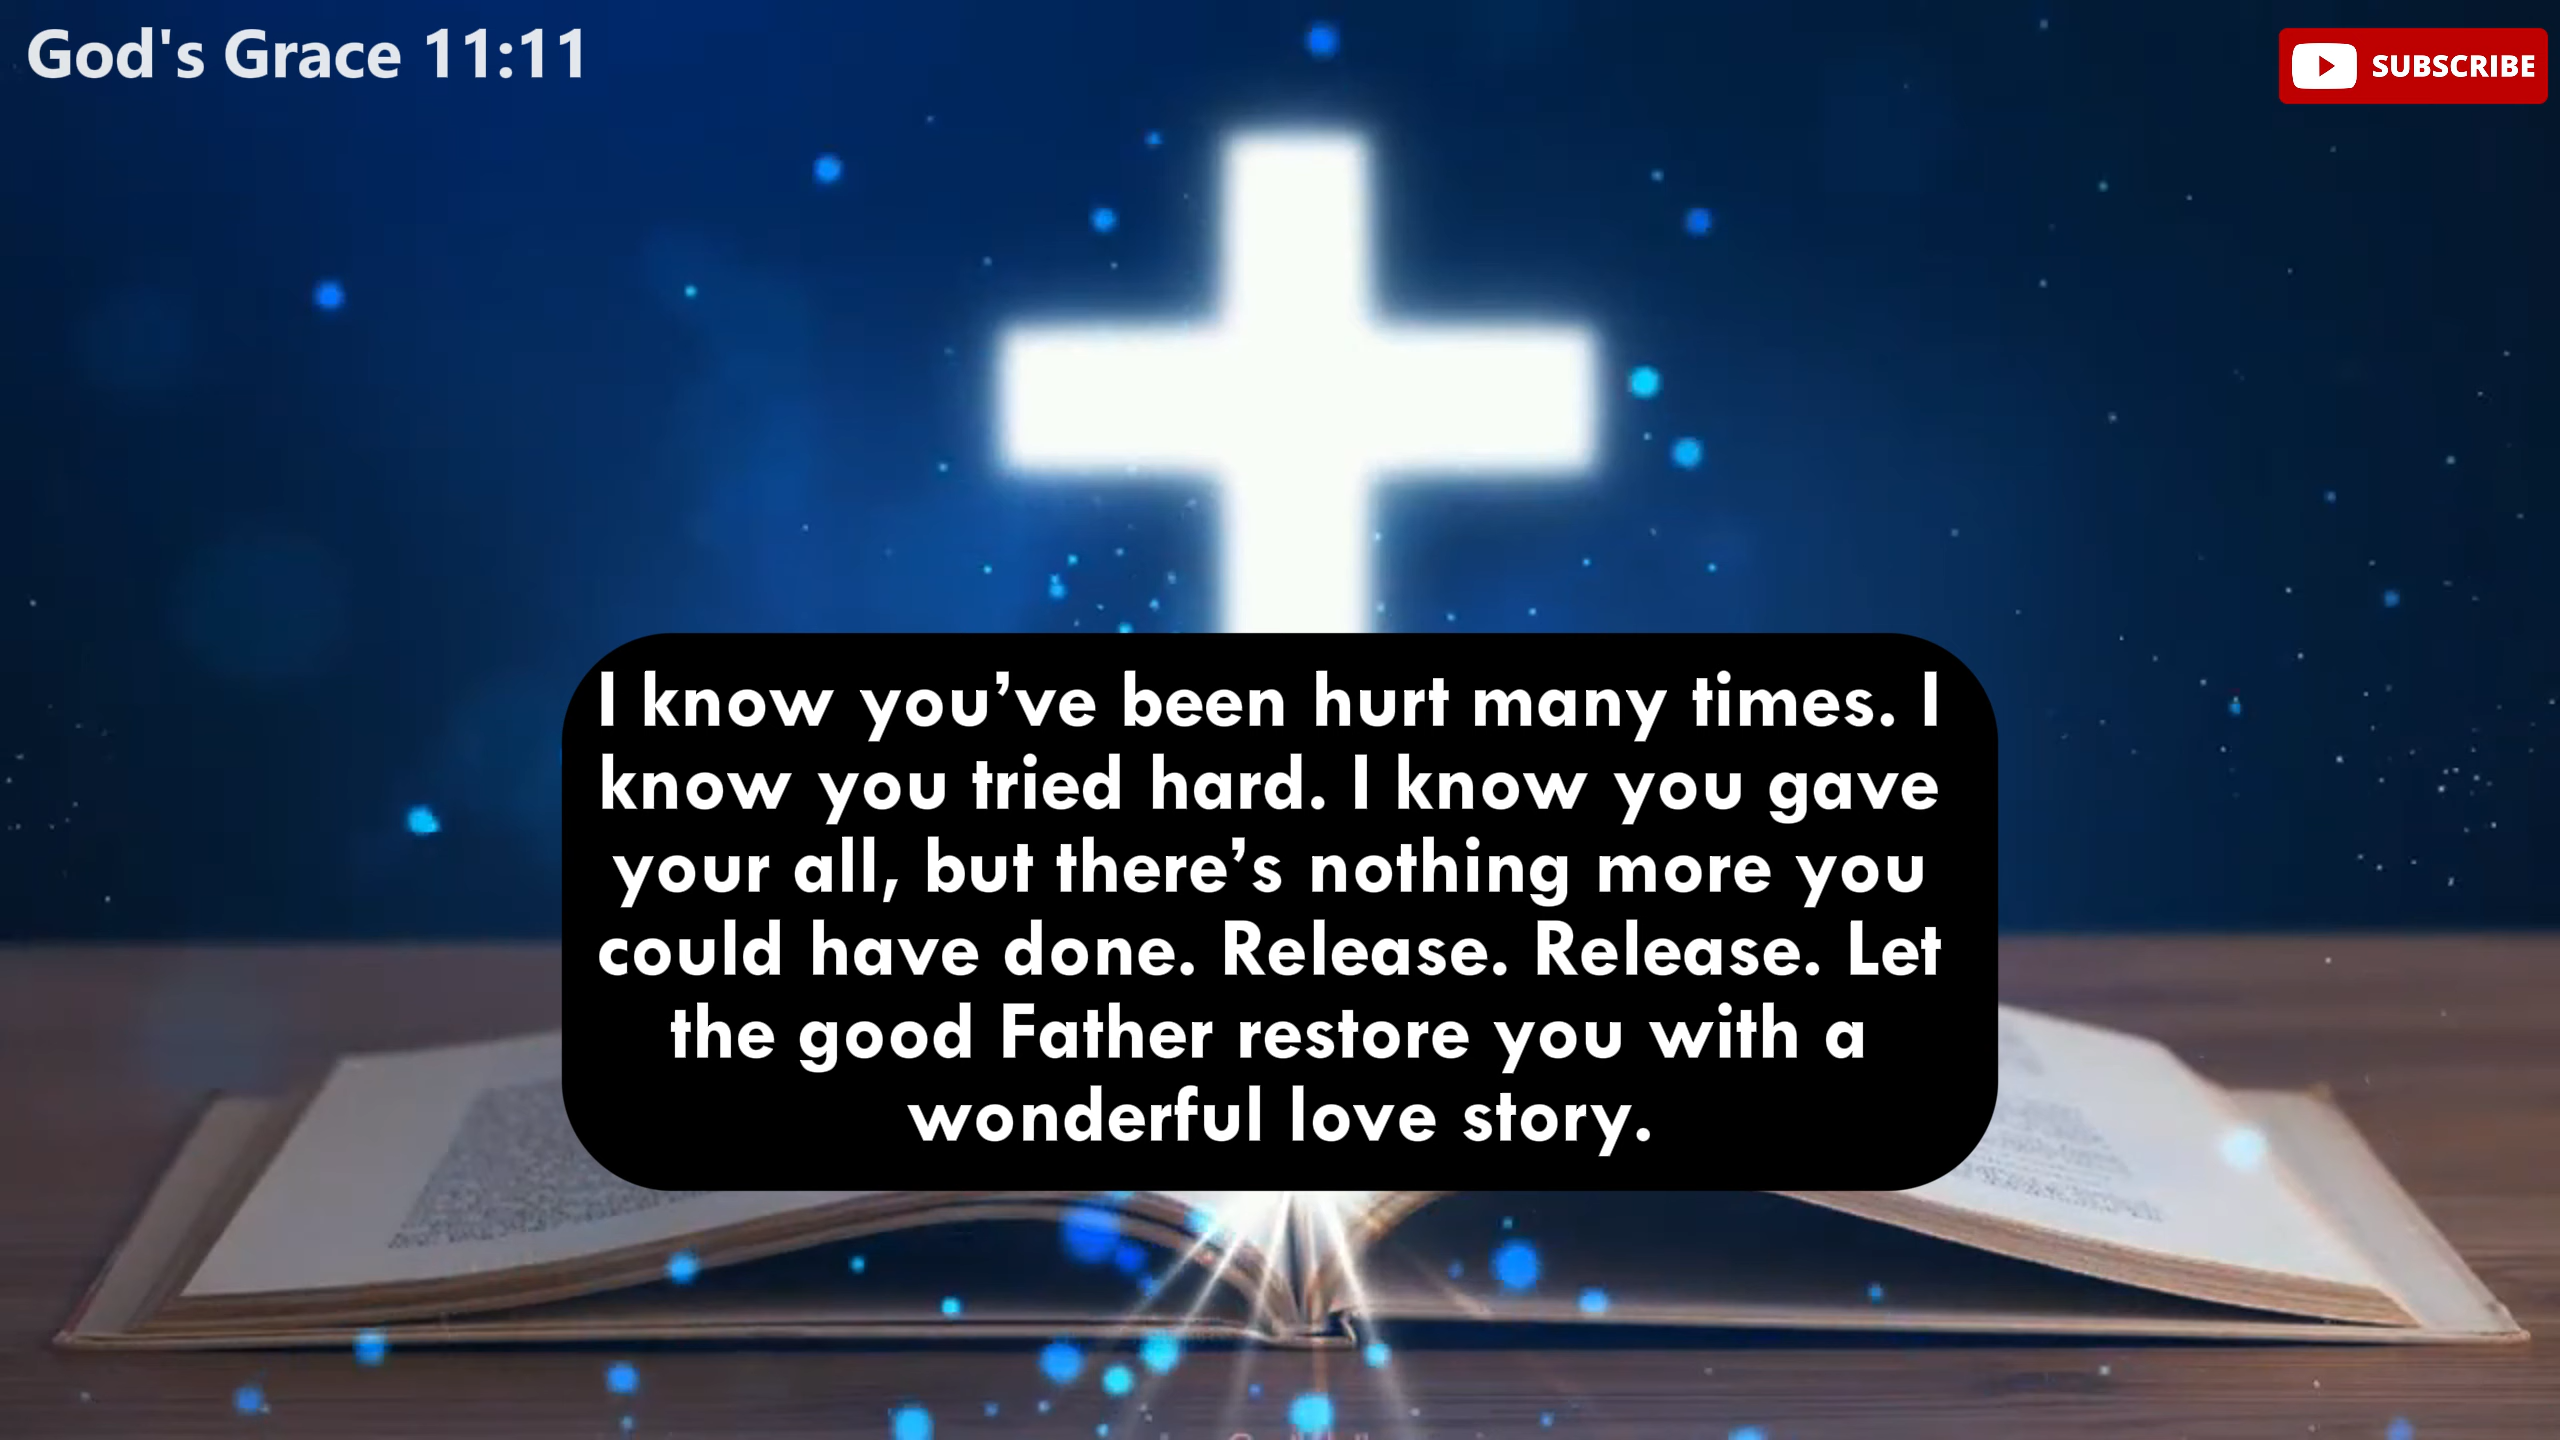 God's Grace 11:11
SUBSCRIBE
I know you’ve been hurt many times. I
know you tried hard. I know you gave
your all, but there’s nothing more you
could have done. Release. Release. Let
the good Father restore you with a
wonderful love story.